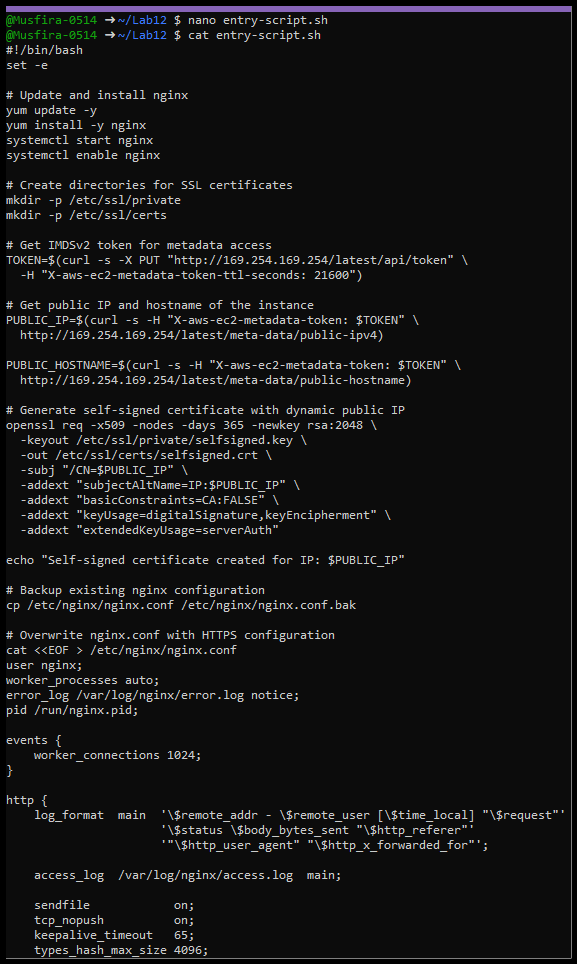 @Musfira-0514 ➜~/Lab12 $ nano entry-script.sh
@Musfira-0514 ➜~/Lab12 $ cat entry-script.sh
#!/bin/bash
set -e

# Update and install nginx
yum update -y
yum install -y nginx
systemctl start nginx
systemctl enable nginx

# Create directories for SSL certificates
mkdir -p /etc/ssl/private
mkdir -p /etc/ssl/certs

# Get IMDSv2 token for metadata access
TOKEN=$(curl -s -X PUT "http://169.254.169.254/latest/api/token" \
  -H "X-aws-ec2-metadata-token-ttl-seconds: 21600")

# Get public IP and hostname of the instance
PUBLIC_IP=$(curl -s -H "X-aws-ec2-metadata-token: $TOKEN" \
  http://169.254.169.254/latest/meta-data/public-ipv4)

PUBLIC_HOSTNAME=$(curl -s -H "X-aws-ec2-metadata-token: $TOKEN" \
  http://169.254.169.254/latest/meta-data/public-hostname)

# Generate self-signed certificate with dynamic public IP
openssl req -x509 -nodes -days 365 -newkey rsa:2048 \
  -keyout /etc/ssl/private/selfsigned.key \
  -out /etc/ssl/certs/selfsigned.crt \
  -subj "/CN=$PUBLIC_IP" \
  -addext "subjectAltName=IP:$PUBLIC_IP" \
  -addext "basicConstraints=CA:FALSE" \
  -addext "keyUsage=digitalSignature,keyEncipherment" \
  -addext "extendedKeyUsage=serverAuth"

echo "Self-signed certificate created for IP: $PUBLIC_IP"

# Backup existing nginx configuration
cp /etc/nginx/nginx.conf /etc/nginx/nginx.conf.bak

# Overwrite nginx.conf with HTTPS configuration
cat <<EOF > /etc/nginx/nginx.conf
user nginx;
worker_processes auto;
error_log /var/log/nginx/error.log notice;
pid /run/nginx.pid;

events {
    worker_connections 1024;
}

http {
    log_format  main  '\$remote_addr - \$remote_user [\$time_local] "\$request"'
                      '\$status \$body_bytes_sent "\$http_referer"'
                      '"\$http_user_agent" "\$http_x_forwarded_for"';

    access_log  /var/log/nginx/access.log  main;

    sendfile            on;
    tcp_nopush          on;
    keepalive_timeout   65;
    types_hash_max_size 4096;